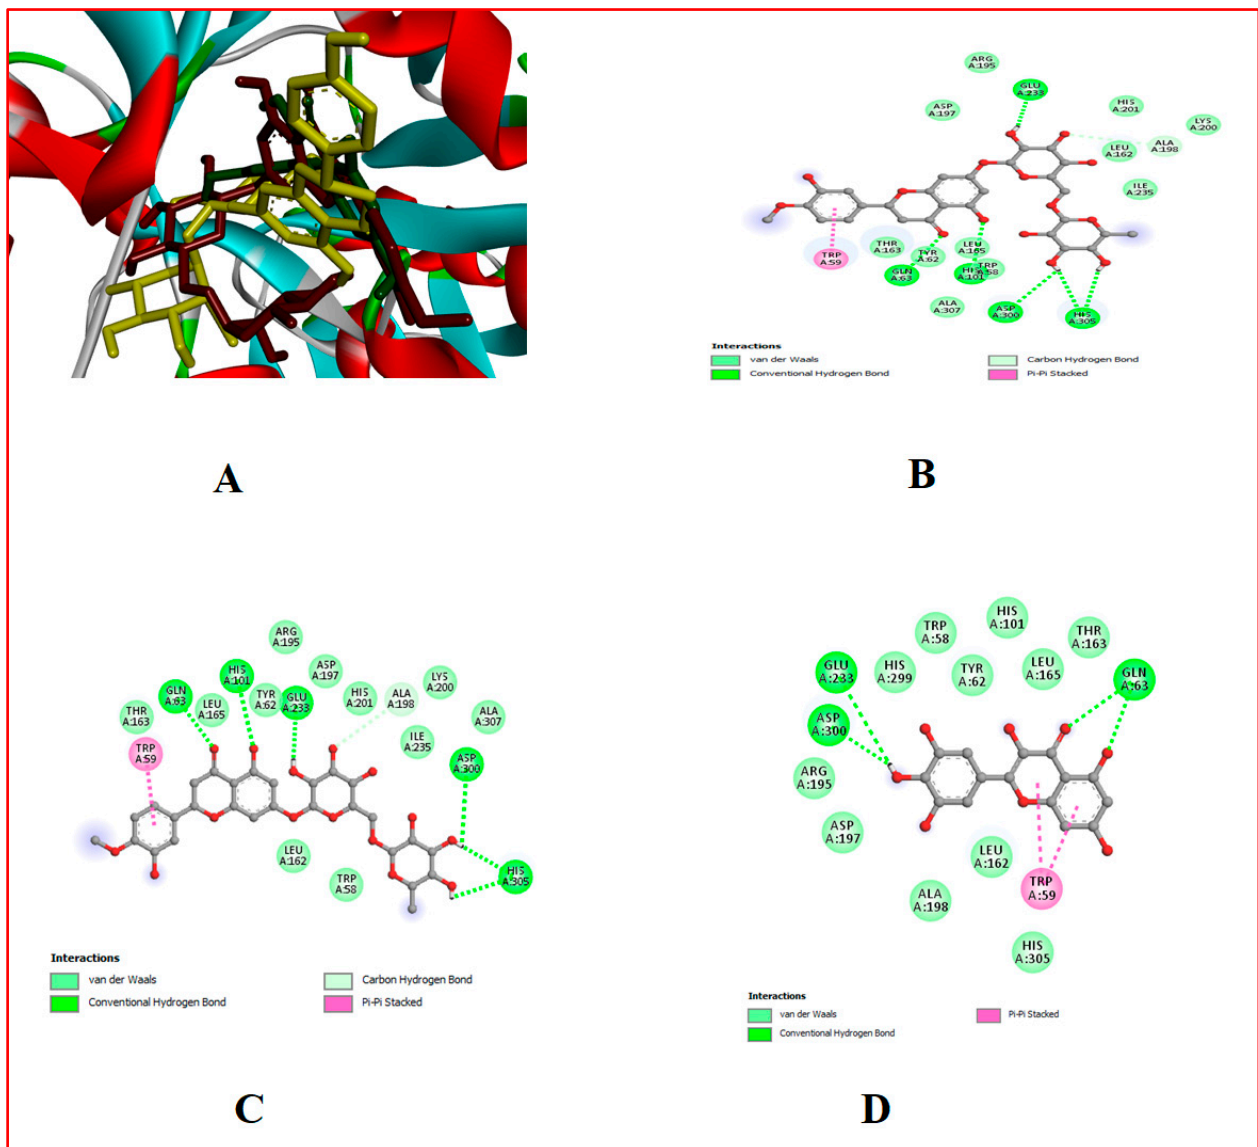 ARG
A:195
GLU
A:233
ASP
A:197
HIS
A:201
LYS
A:200
LEU
A:162
ALA
A:198
ILE
A:235
THR
A:163
TRP
A:59
TYR
A:62
LEU
A:165
GLN
A:63
HIS
A:101
TRP
A:58
ALA
A:307
ASP
A:300
HIS
A:305
Interactions
van der Waals
Carbon Hydrogen Bond
Conventional Hydrogen Bond
Pi-Pi Stacked
A
B
ARG
A:195
HIS
A:101
ASP
A:197
GLN
A:63
TYR
A:62
GLU
A:233
HIS
A:201
ALA
A:198
LYS
A:200
THR
A:163
LEU
A:165
ALA
A:307
ILE
A:235
TRP
A:59
ASP
A:300
LEU
A:162
TRP
A:58
HIS
A:305
Interactions
van der Waals
Carbon Hydrogen Bond
Conventional Hydrogen Bond
Pi-Pi Stacked
C
HIS
A:101
TRP
A:58
THR
A:163
GLU
A:233
HIS
A:299
TYR
A:62
LEU
A:165
GLN
A:63
ASP
A:300
ARG
A:195
ASP
A:197
LEU
A:162
TRP
A:59
ALA
A:198
HIS
A:305
Interactions
van der Waals
Pi-Pi Stacked
Conventional Hydrogen Bond
D